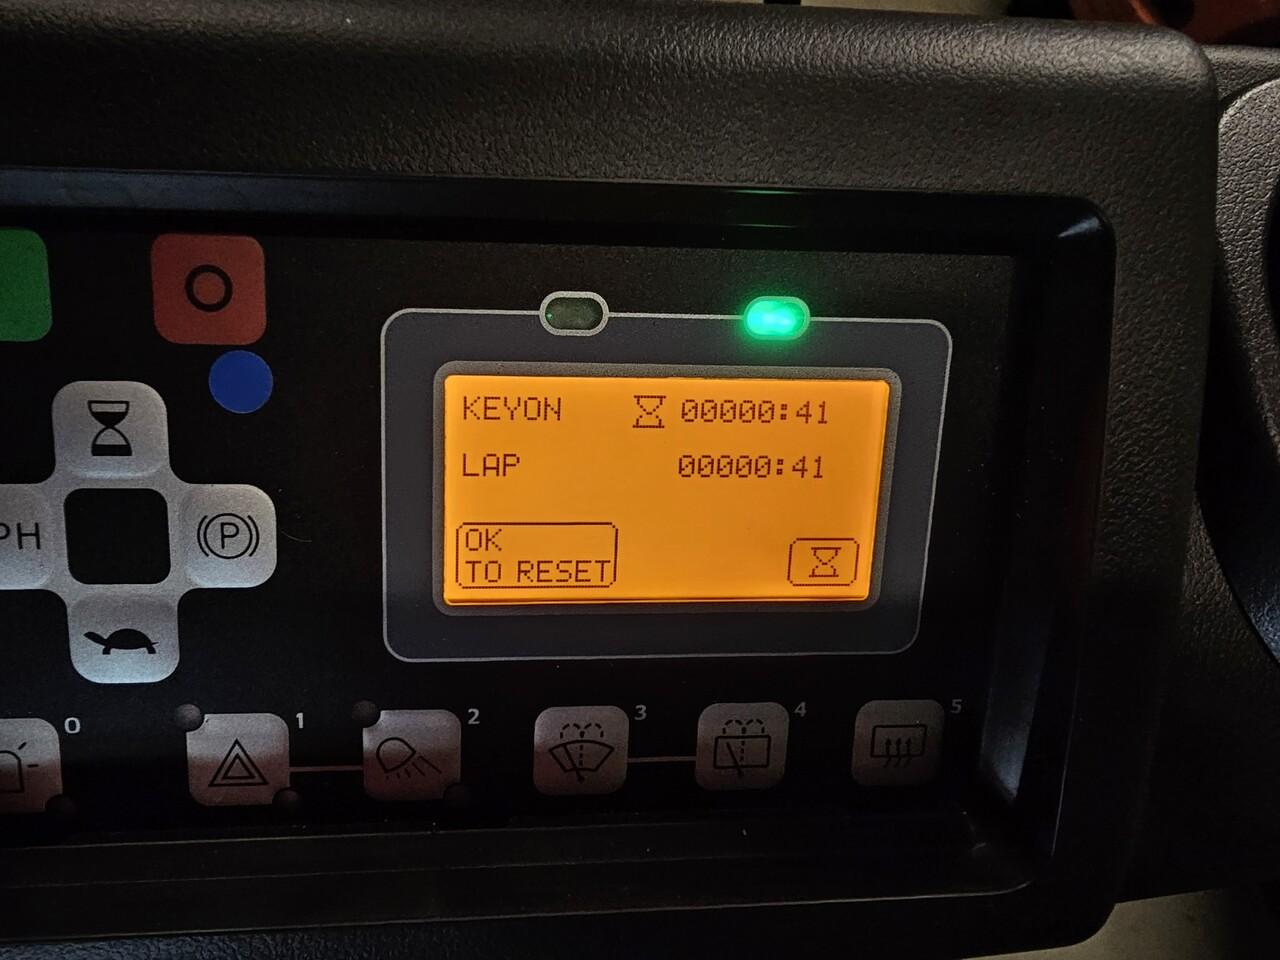 KEYON 00000:41
LAP 00000:41
OK
TO RESET
PH
P
0 1 2 3 4 5